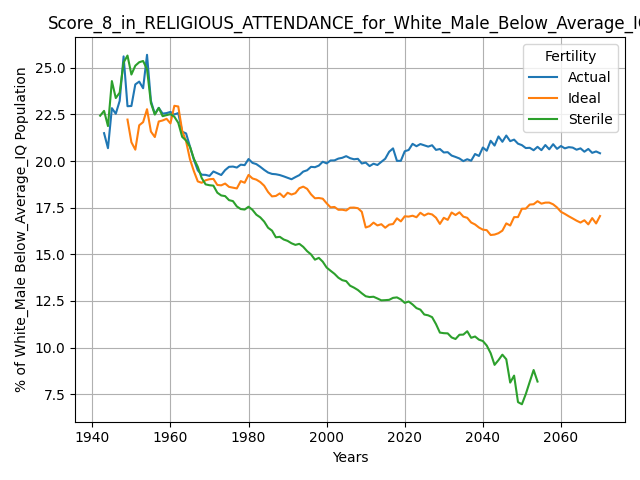 Score_8_in_RELIGIOUS_ATTENDANCE_for_White_Male_Below_Average_I
% of White_Male Below_Average_IQ Population
25.0
22.5
20.0
17.5
15.0
12.5
10.0
7.5
Fertility
Actual
Ideal
Sterile
1940 1960 1980 2000 2020 2040 2060
Years